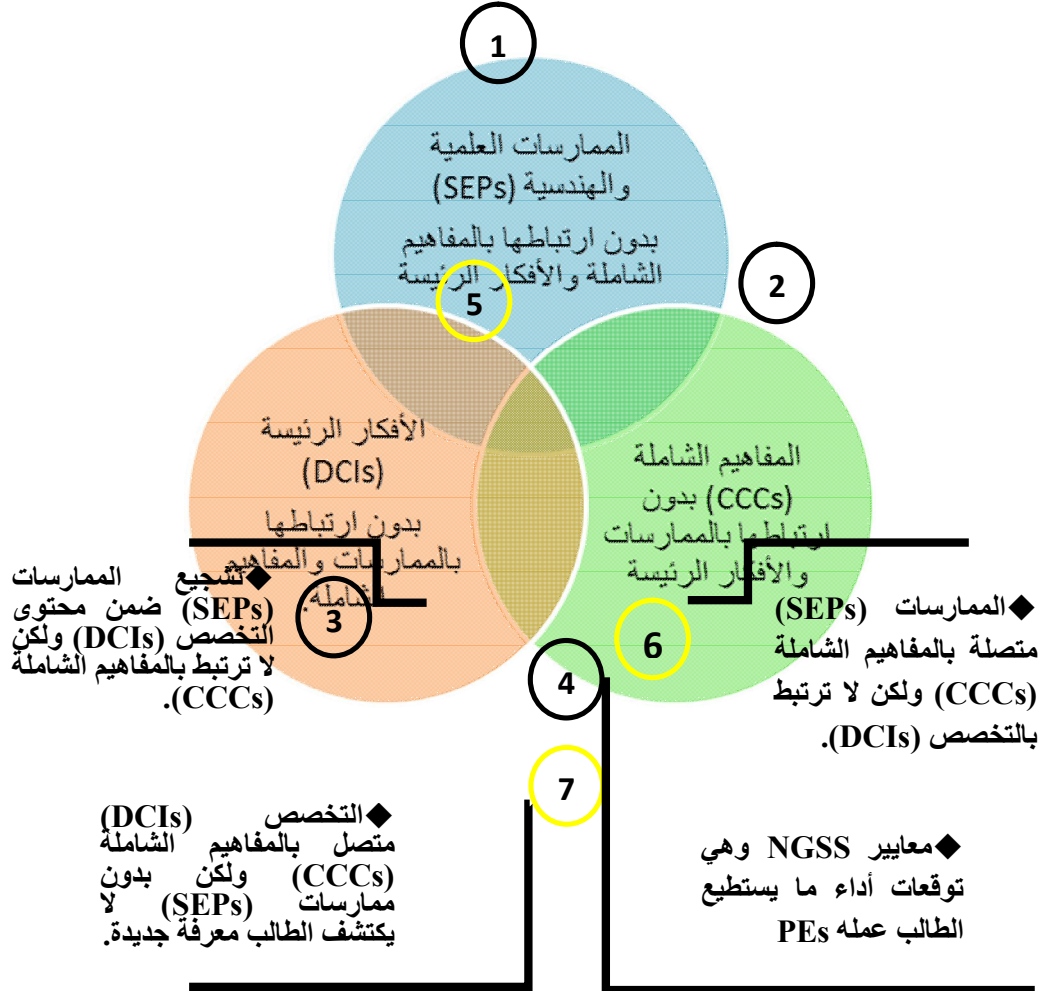 1
الممارسات العلمية
والهندسية (SEPs)
بدون ارتباطها بالمفاهيم
الشاملة والأفكار الرئيسة
2
5
الأفكار الرئيسة
(DCIs)
بدون ارتباطها
بالممارسات والمفاهيم
الشاملة.
3
المفاهيم الشاملة
(CCCs) بدون
ارتباطها بالممارسات
والأفكار الرئيسة
6
4
7
◆تشجيع الممارسات
(SEPs) ضمن محتوى
التخصص (DCIs) ولكن
لا ترتبط بالمفاهيم الشاملة
(CCCs).
◆الممارسات (SEPs)
متصلة بالمفاهيم الشاملة
(CCCs) ولكن لا ترتبط
بالتخصص (DCIs).
◆التخصص (DCIs)
متصل بالمفاهيم الشاملة
(CCCs) ولكن بدون
ممارسات (SEPs) لا
يكتشف الطالب معرفة جديدة.
◆معايير NGSS وهي
توقعات أداء ما يستطيع
الطالب عمله PEs